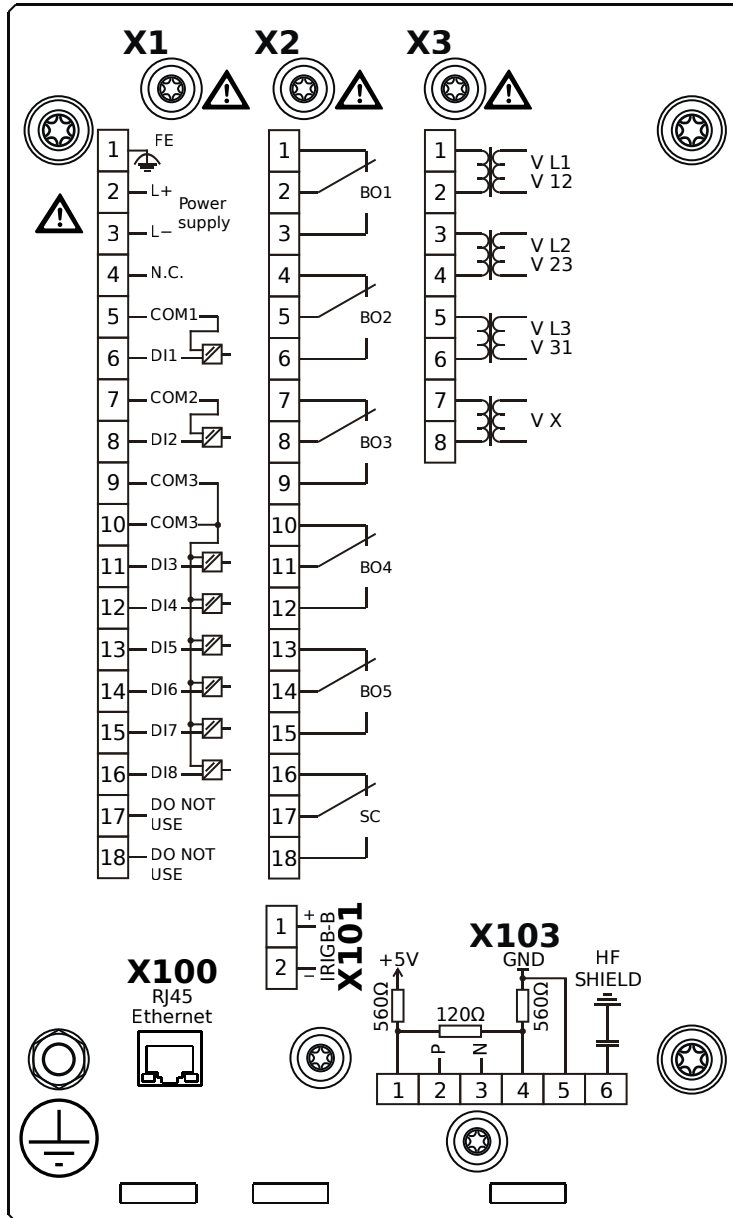 X1
X2
X3
1
FE
2
L+
Power
supply
3
L−
4
N.C.
5
COM1
6
DI1
7
COM2
8
DI2
9
COM3
10
COM3
11
DI3
12
DI4
13
DI5
14
DI6
15
DI7
16
DI8
17
DO NOT
USE
18
DO NOT
USE
1
2
BO1
3
4
5
BO2
6
7
8
BO3
9
10
11
BO4
12
13
14
BO5
15
16
17
SC
18
1
V L1
2
V 12
3
V L2
4
V 23
5
V L3
6
V 31
7
V X
8
1 +
2 −
IRIGB-B
X101
X100
RJ45
Ethernet
X103
+5V
GND
HF
SHIELD
560Ω
120Ω
560Ω
P
N
1 2 3 4 5 6